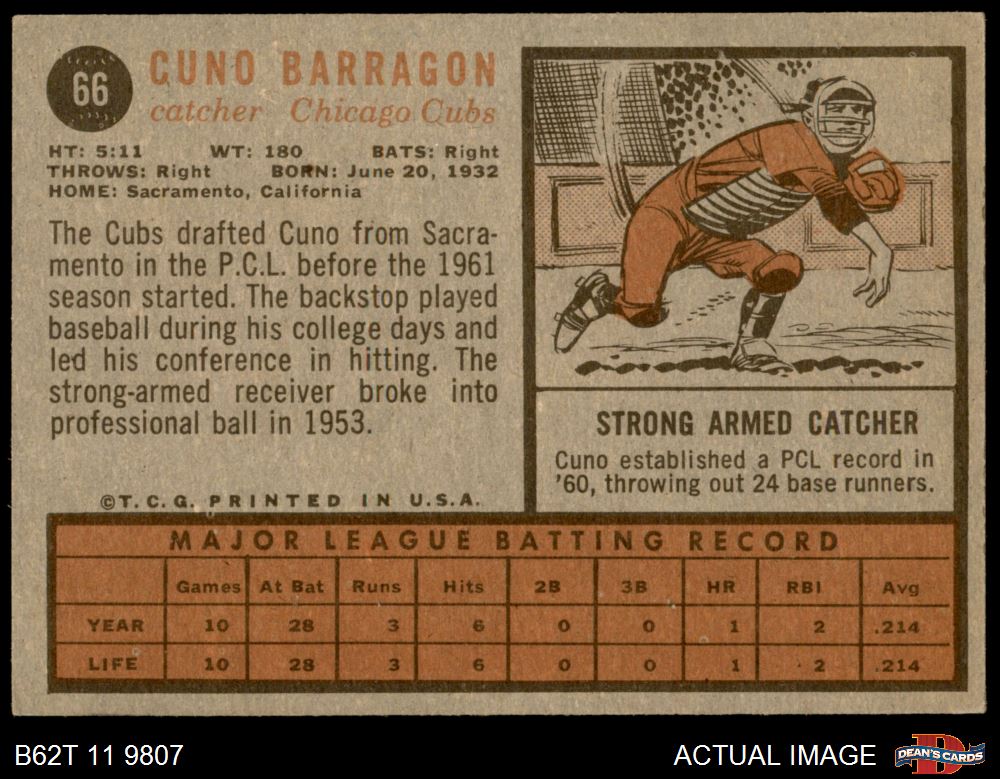 66
CUNO BARRAGON
catcher Chicago Cubs
HT: 5:11 WT: 180 BATS: Right
THROWS: Right BORN: June 20, 1932
HOME: Sacramento, California
The Cubs drafted Cuno from Sacra-
mento in the P.C.L. before the 1961
season started. The backstop played
baseball during his college days and
led his conference in hitting. The
strong-armed receiver broke into
professional ball in 1953.
©T.C.G. PRINTED IN U.S.A.
STRONG ARMED CATCHER
Cuno established a PCL record in
'60, throwing out 24 base runners.
MAJOR LEAGUE BATTING RECORD
Games At Bat Runs Hits 2B 3B HR RBI Avg
YEAR 10 28 3 6 0 0 1 2 .214
LIFE 10 28 3 6 0 0 1 2 .214
B62T 11 9807 ACTUAL IMAGE DEAN'S CARDS